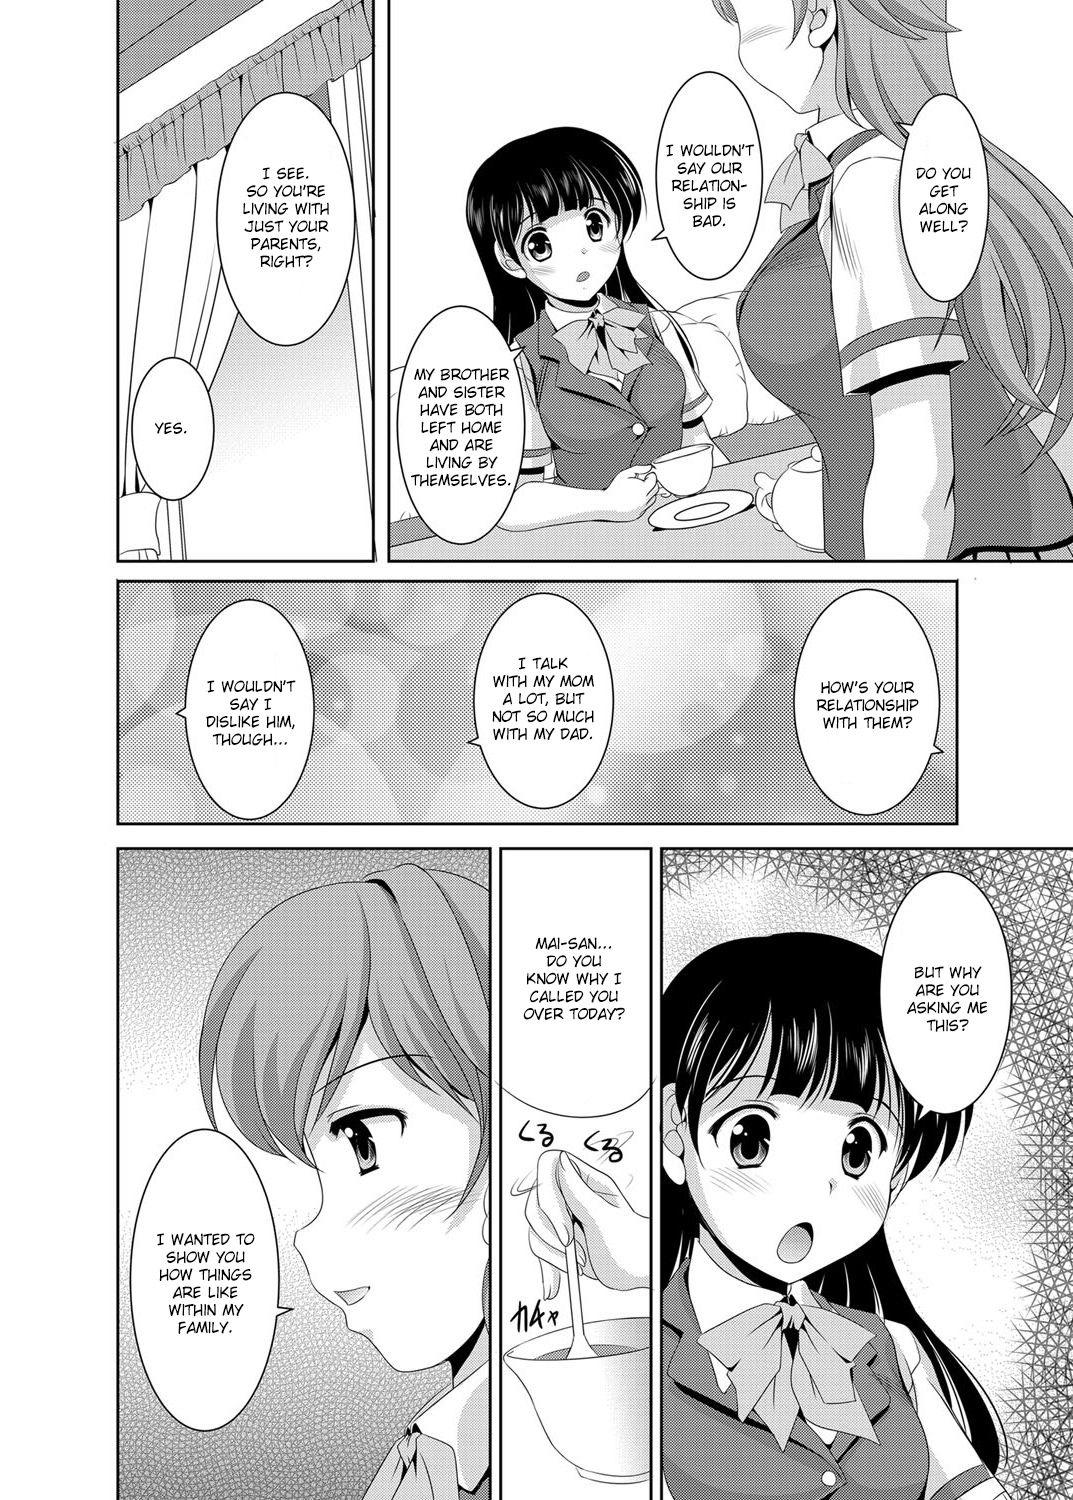 DO YOU
GET
ALONG
WELL?
I WOULDN'T
SAY OUR
RELATION-
SHIP IS
BAD.
MY BROTHER
AND SISTER
HAVE BOTH
LEFT HOME
AND ARE
LIVING BY
THEMSELVES.
I SEE.
SO YOU'RE
LIVING WITH
JUST YOUR
PARENTS,
RIGHT?
YES.
HOW'S YOUR
RELATIONSHIP
WITH THEM?
I TALK
WITH MY MOM
A LOT, BUT
NOT SO MUCH
WITH MY DAD.
I WOULDN'T
SAY I
DISLIKE HIM,
THOUGH...
BUT WHY
ARE YOU
ASKING ME
THIS?
MAI-SAN...
DO YOU
KNOW WHY I
CALLED YOU
OVER TODAY?
くる
くる
カチャ
I WANTED TO
SHOW YOU
HOW THINGS
ARE LIKE
WITHIN MY
FAMILY.